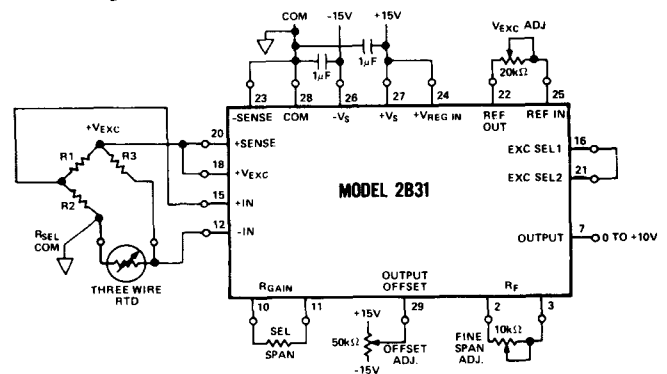 COM
-15V
+15V
VEXC ADJ
1μF
1μF
20kΩ
23
28
26
27
24
22
25
-SENSE
COM
-VS
+VS
+VREG IN
REF OUT
REF IN
+VEXC
R1
R3
R2
RSEL
COM
THREE WIRE
RTD
20
+SENSE
18
+VEXC
15
+IN
12
-IN
MODEL 2B31
EXC SEL1
16
EXC SEL2
21
OUTPUT
7
0 TO +10V
RGAIN
OUTPUT
OFFSET
RF
10
11
29
2
3
SEL
SPAN
+15V
50kΩ
OFFSET
ADJ.
-15V
FINE
SPAN
ADJ.
10kΩ